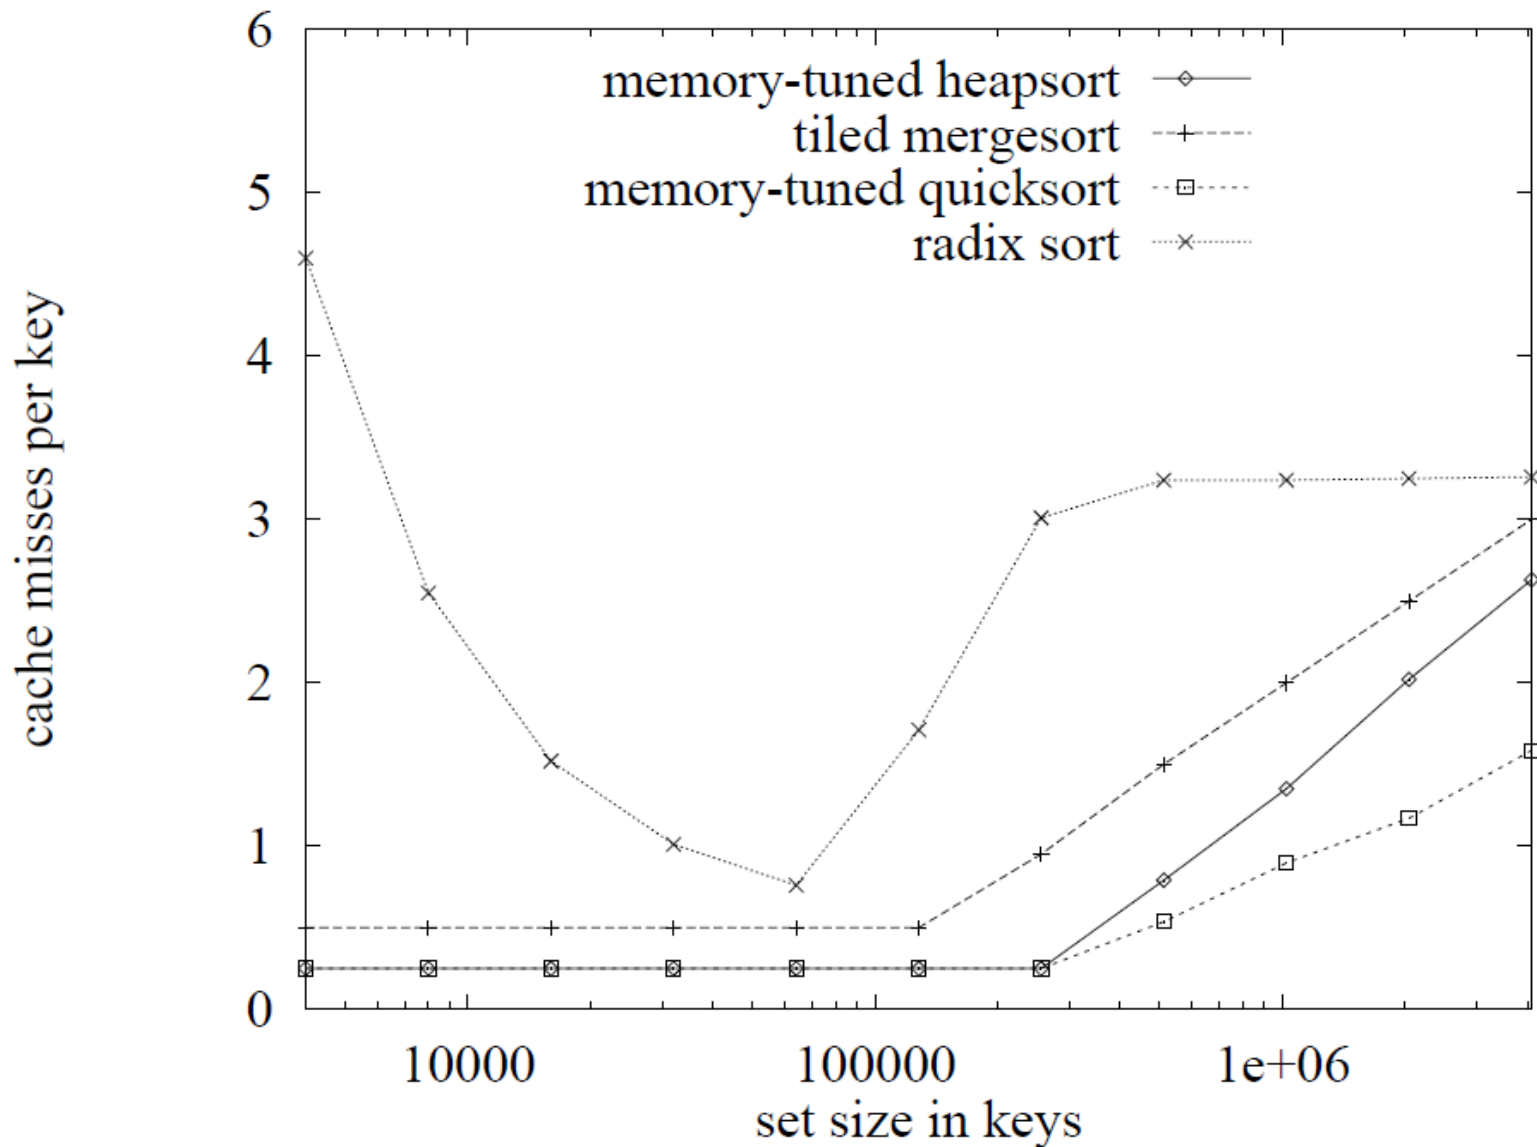 6
5
4
3
2
1
0
cache misses per key
memory-tuned heapsort
tiled mergesort
memory-tuned quicksort
radix sort
10000 100000 1e+06
set size in keys